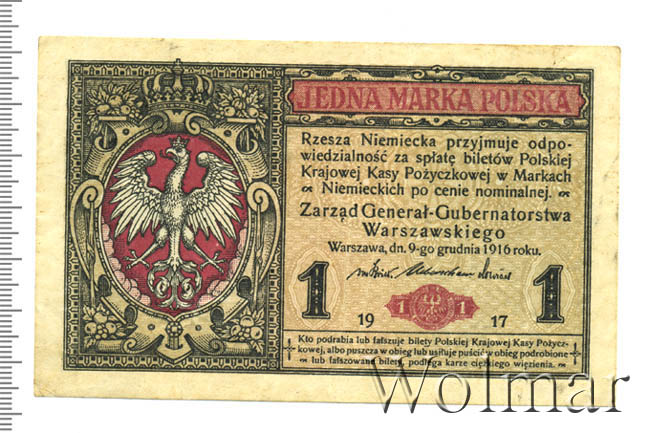 JEDNA MARKA POLSKA
Rzesza Niemiecka przyjmuje odpo-
wiedzialność za spłatę biletów Polskiej
Krajowej Kasy Pożyczkowej w Markach
Niemieckich po cenie nominalnej.
Zarząd Generał-Gubernatorstwa
Warszawskiego
Warszawa, dn. 9-go grudnia 1916 roku.
1 1 1 1
19 17
Kto podrabia lub fałszuje bilety Polskiej Krajowej Kasy Pożycz-
kowej, albo puszcza w obieg lub usiłuje puścić w obieg podrobione
lub fałszowane bilety, podlega karze ciężkiego więzienia.
Wolmar